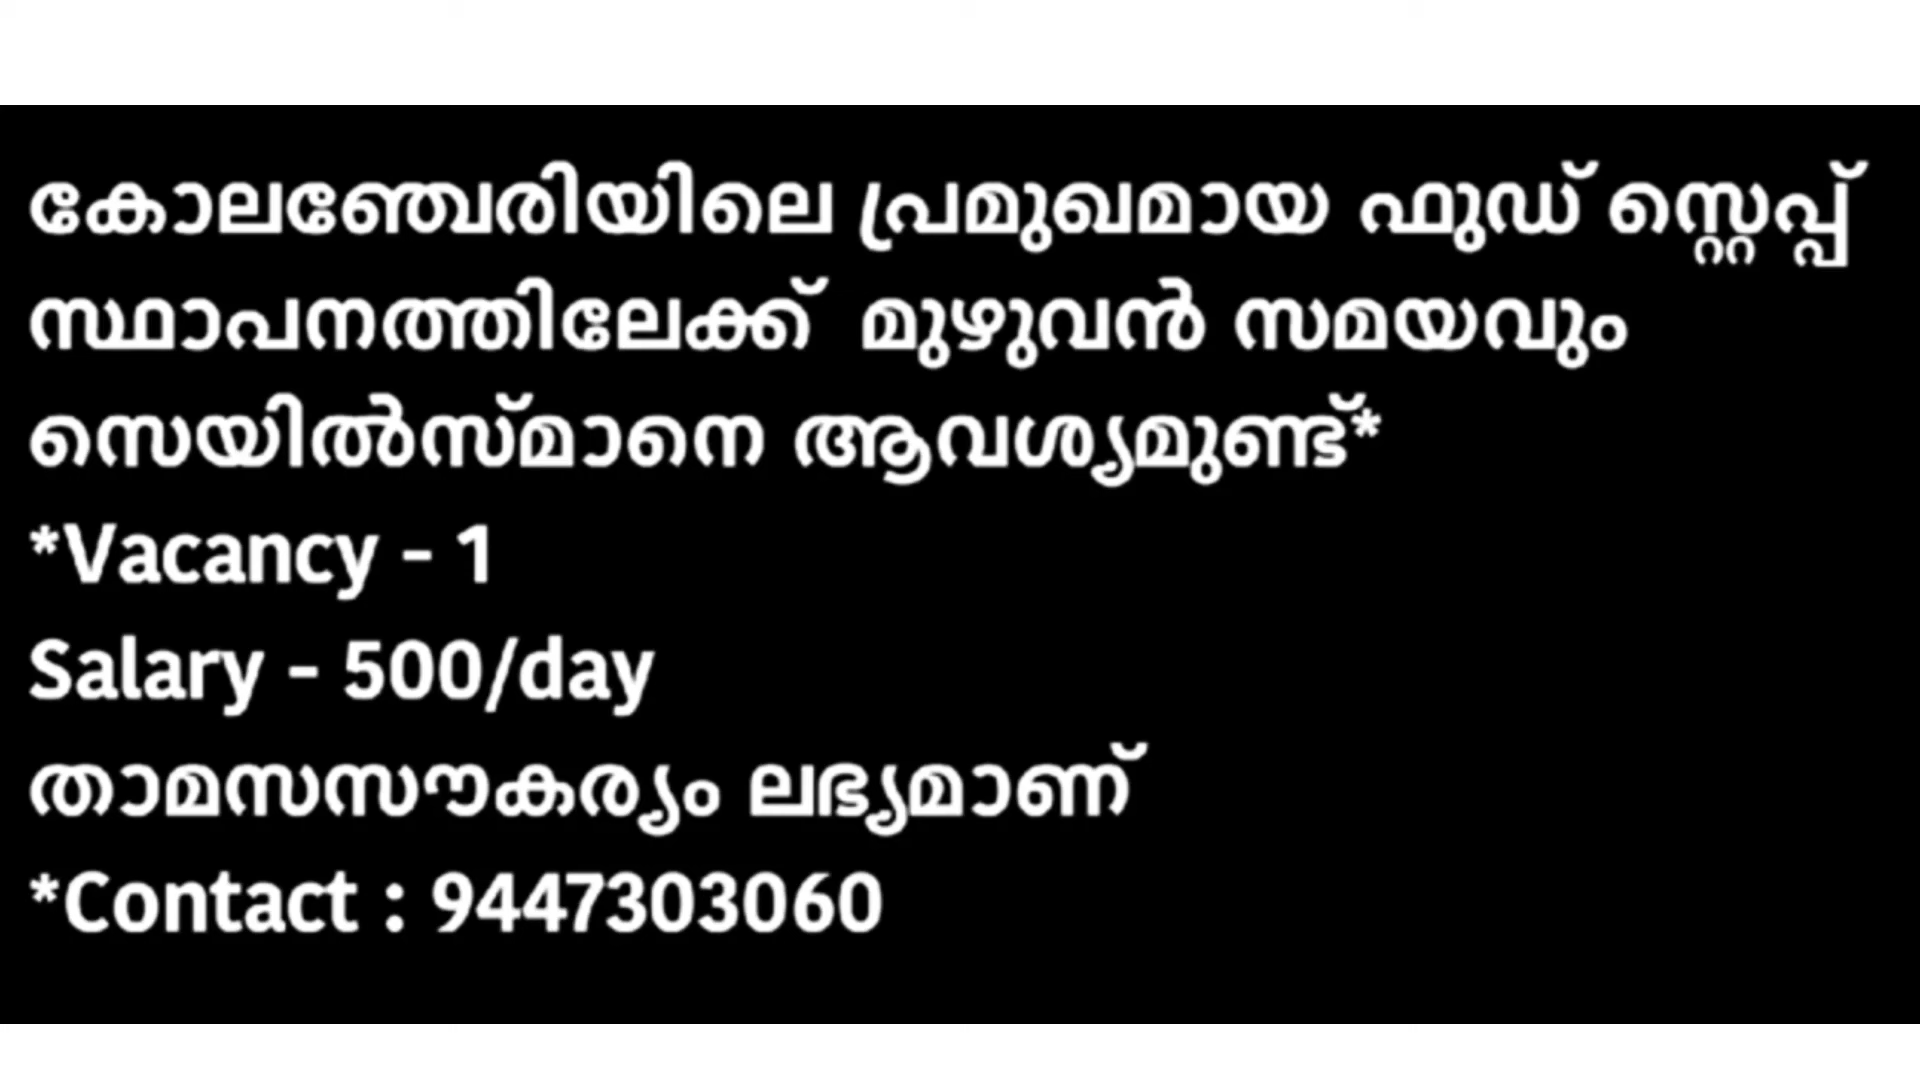 കോലഞ്ചേരിയിലെ പ്രമുഖമായ ഫുഡ് സ്റ്റെപ്പ്
സ്ഥാപനത്തിലേക്ക് മുഴുവൻ സമയവും
സെയിൽസ്മാനെ ആവശ്യമുണ്ട്*
*Vacancy - 1
Salary - 500/day
താമസസൗകര്യം ലഭ്യമാണ്
*Contact : 9447303060